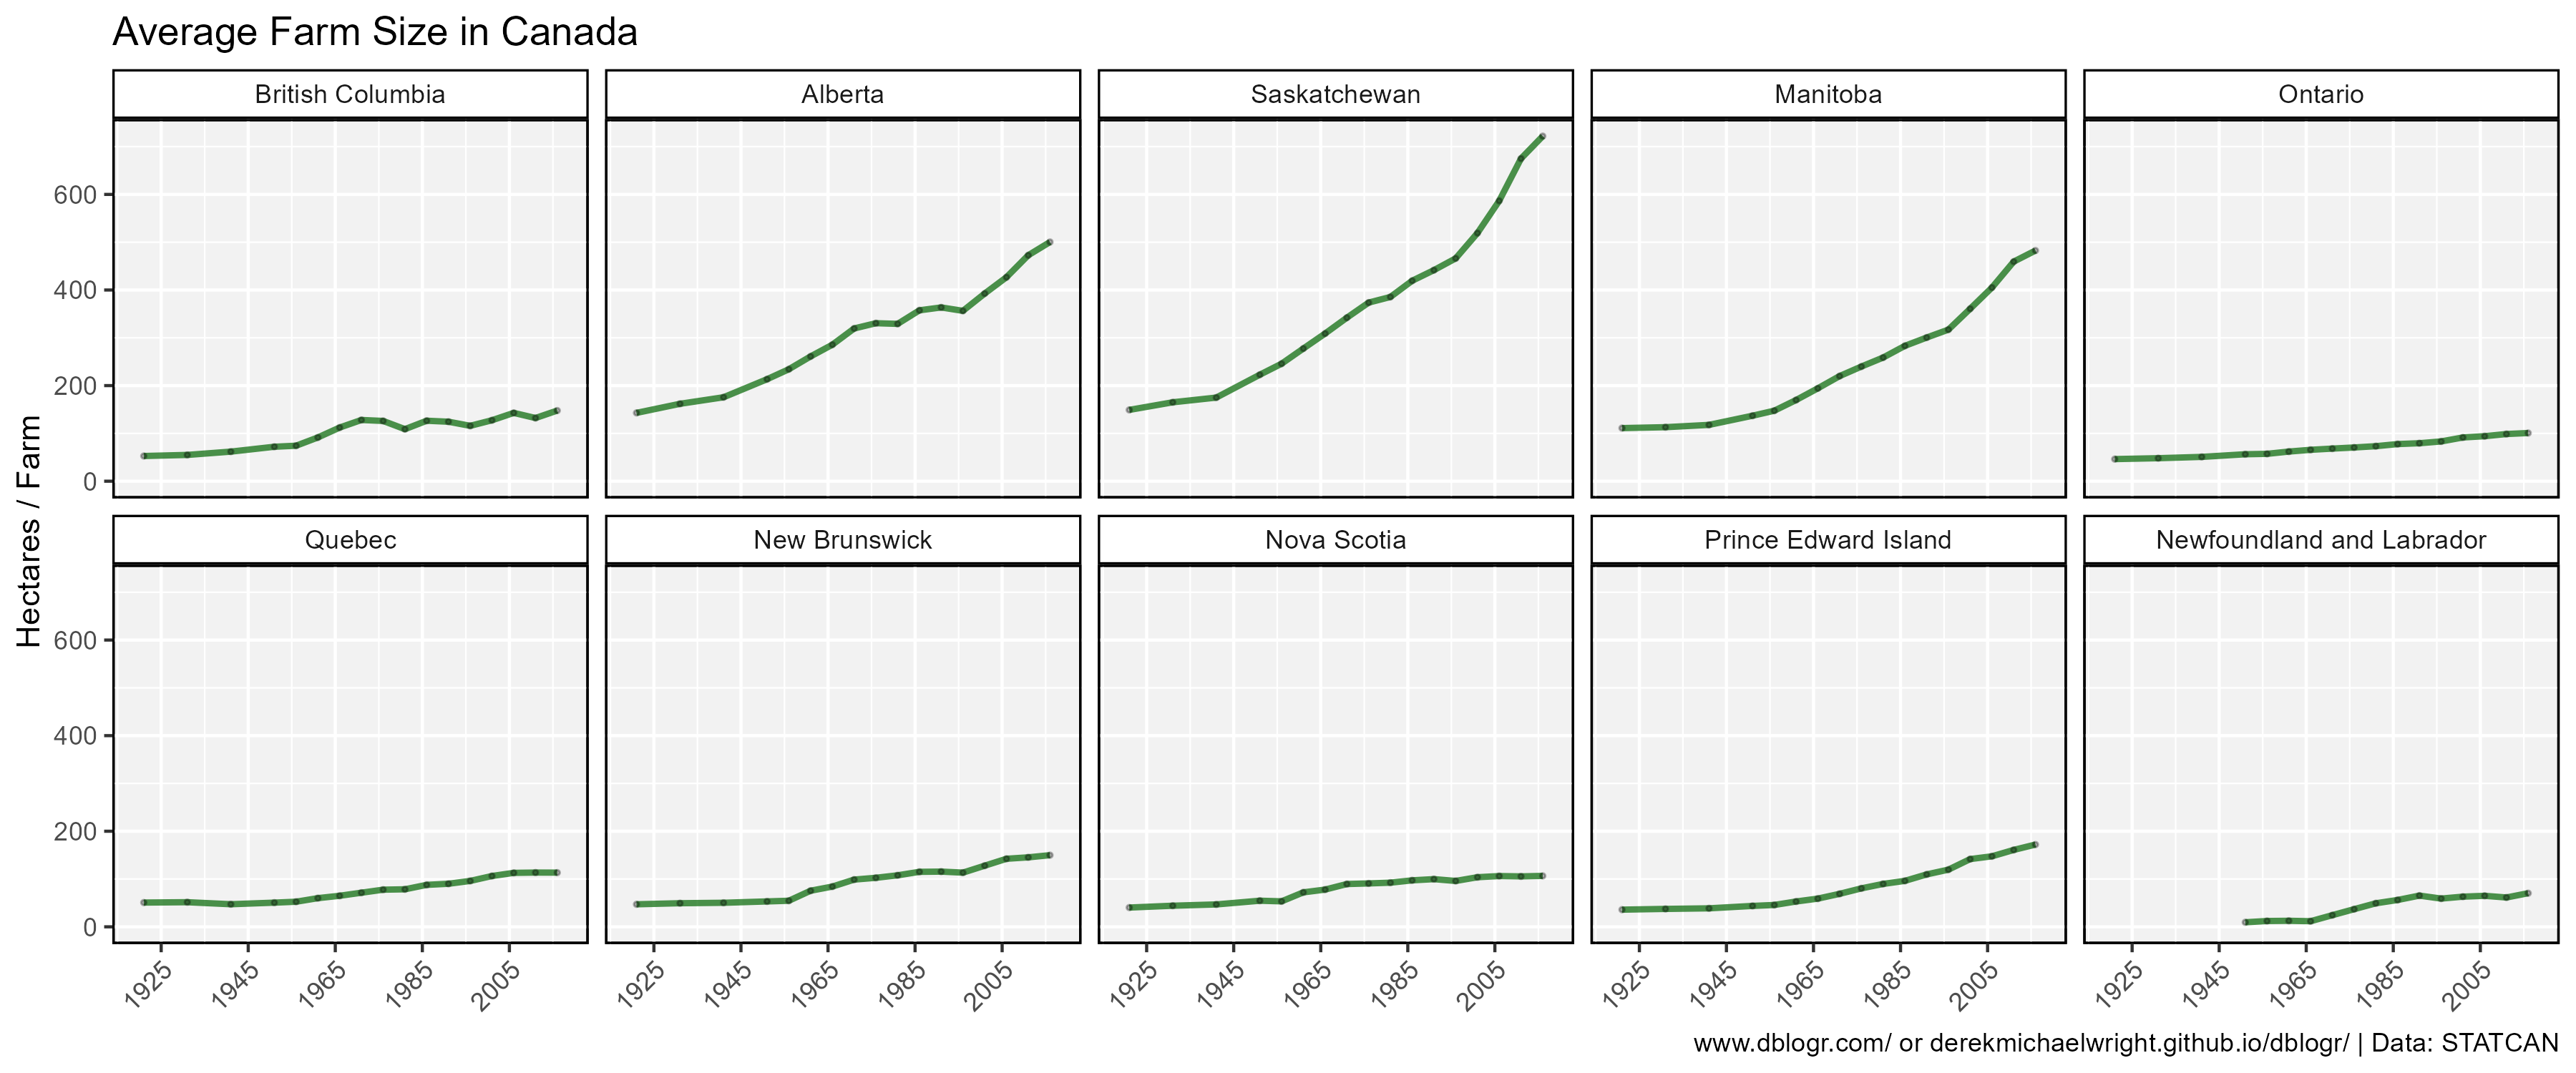 Average Farm Size in Canada
British Columbia
Alberta
Saskatchewan
Manitoba
Ontario
600
400
200
0
Hectares / Farm
Quebec
New Brunswick
Nova Scotia
Prince Edward Island
Newfoundland and Labrador
600
400
200
0
1925 1945 1965 1985 2005
1925 1945 1965 1985 2005
1925 1945 1965 1985 2005
1925 1945 1965 1985 2005
1925 1945 1965 1985 2005
www.dblogr.com/ or derekmichaelwright.github.io/dblogr/ | Data: STATCAN